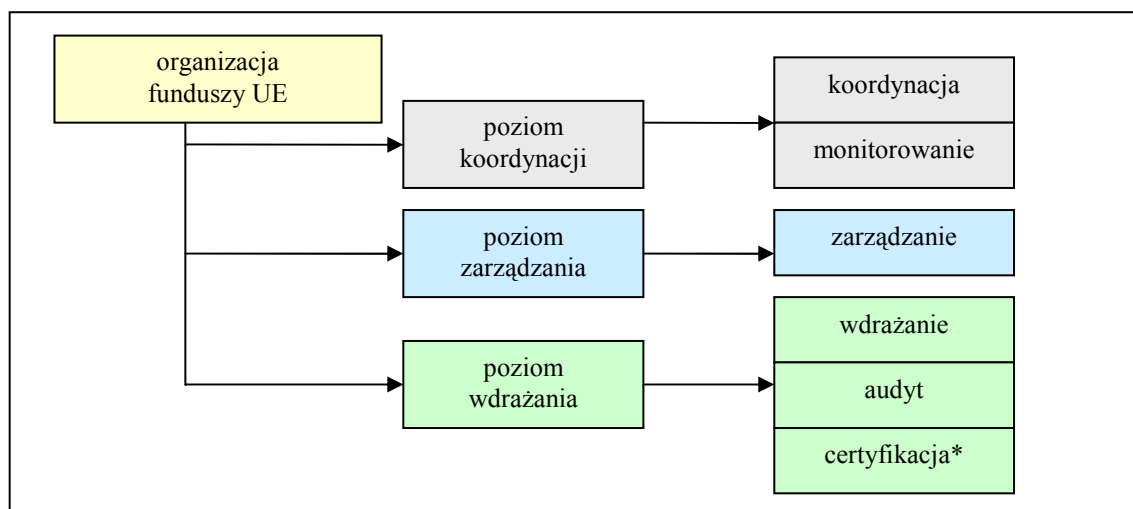 organizacja
funduszy UE
poziom
koordynacji
koordynacja
monitorowanie
poziom
zarządzania
zarządzanie
poziom
wdrażania
wdrażanie
audyt
certyfikacja*